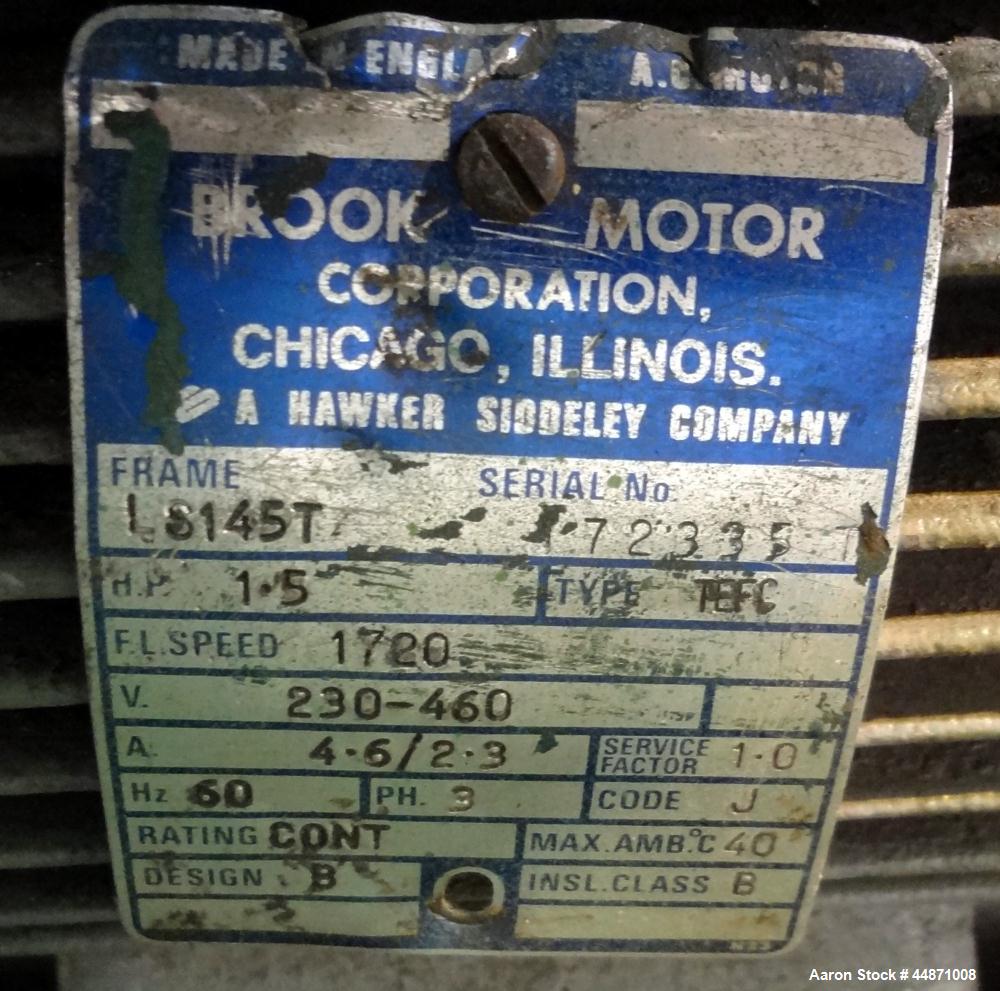 MADE IN ENGLAND A.C. MOTOR
BROOK MOTOR
CORPORATION,
CHICAGO, ILLINOIS.
A HAWKER SIDDELEY COMPANY
FRAME SERIAL No.
LS145T
H.P. 1·5 TYPE TEFC
F.L.SPEED 1720
V. 230-460
A. 4·6/2·3 SERVICE FACTOR 1·0
Hz 60 PH. 3 CODE J
RATING CONT MAX.AMB.°C 40
DESIGN B INSL.CLASS B
Aaron Stock # 44871008